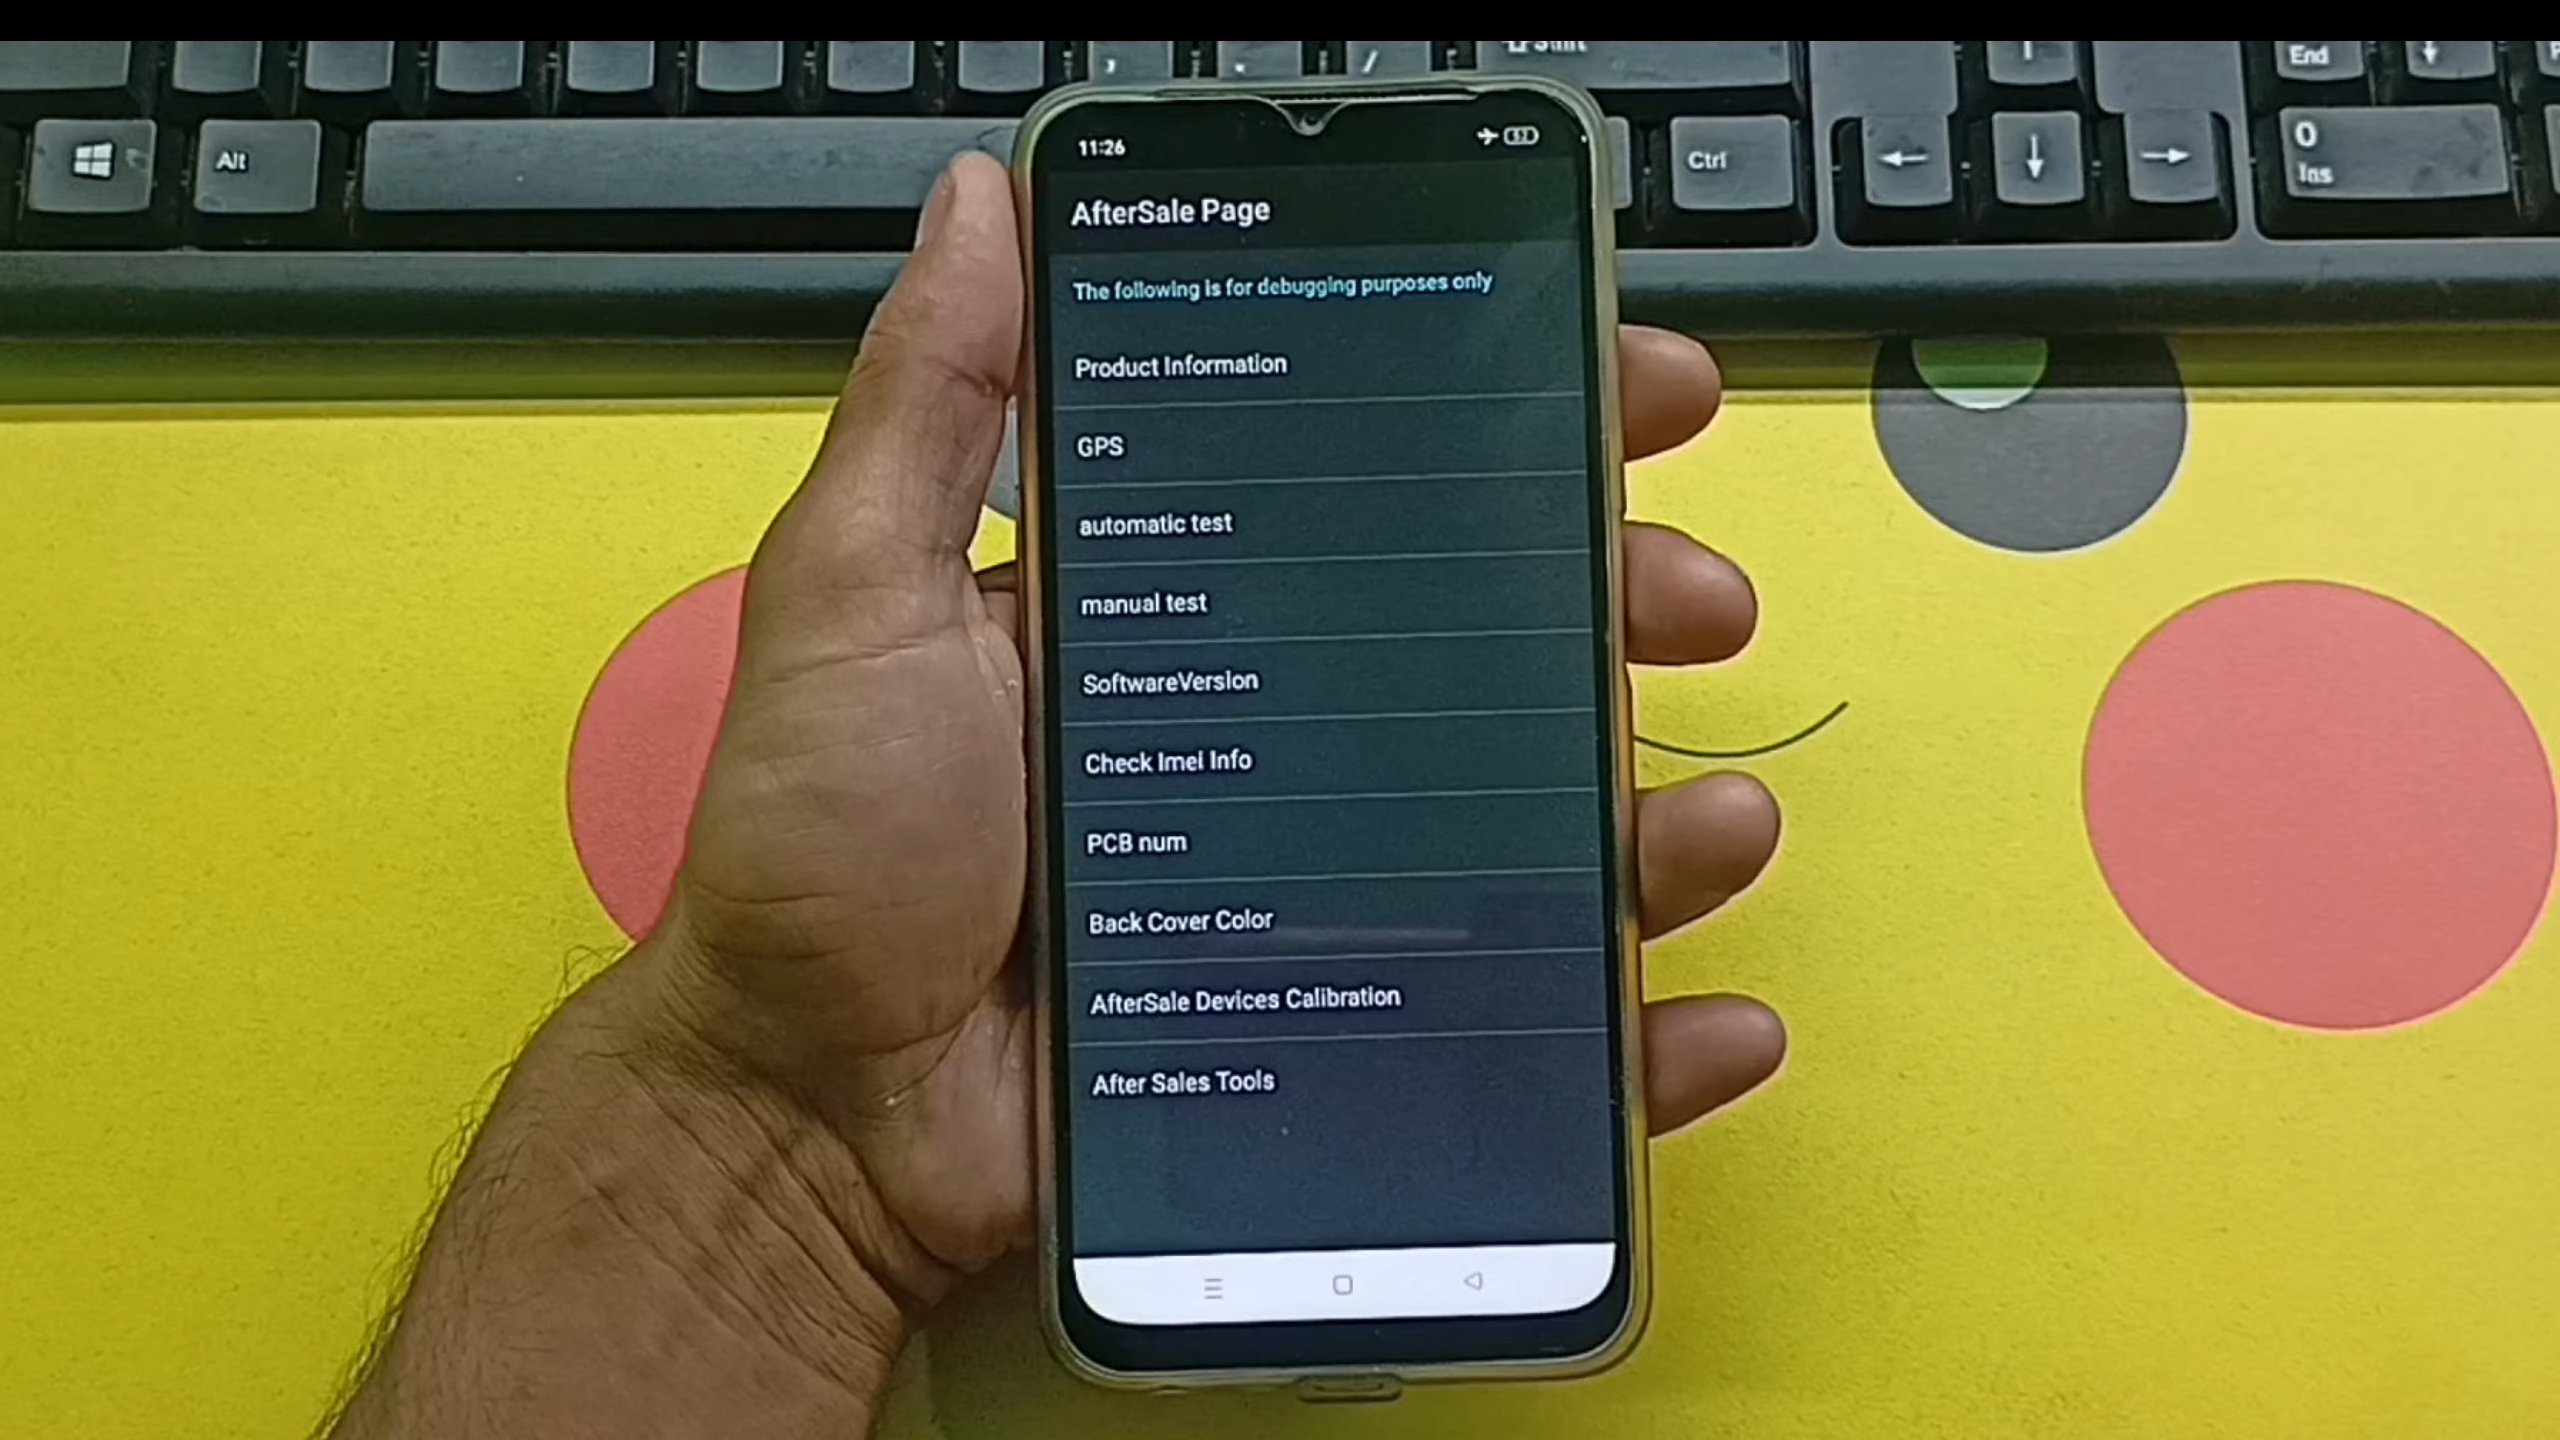 Shift
End
Alt
Ctrl
0
Ins
11:26
AfterSale Page
The following is for debugging purposes only
Product Information
GPS
automatic test
manual test
SoftwareVersion
Check Imei Info
PCB num
Back Cover Color
AfterSale Devices Calibration
After Sales Tools